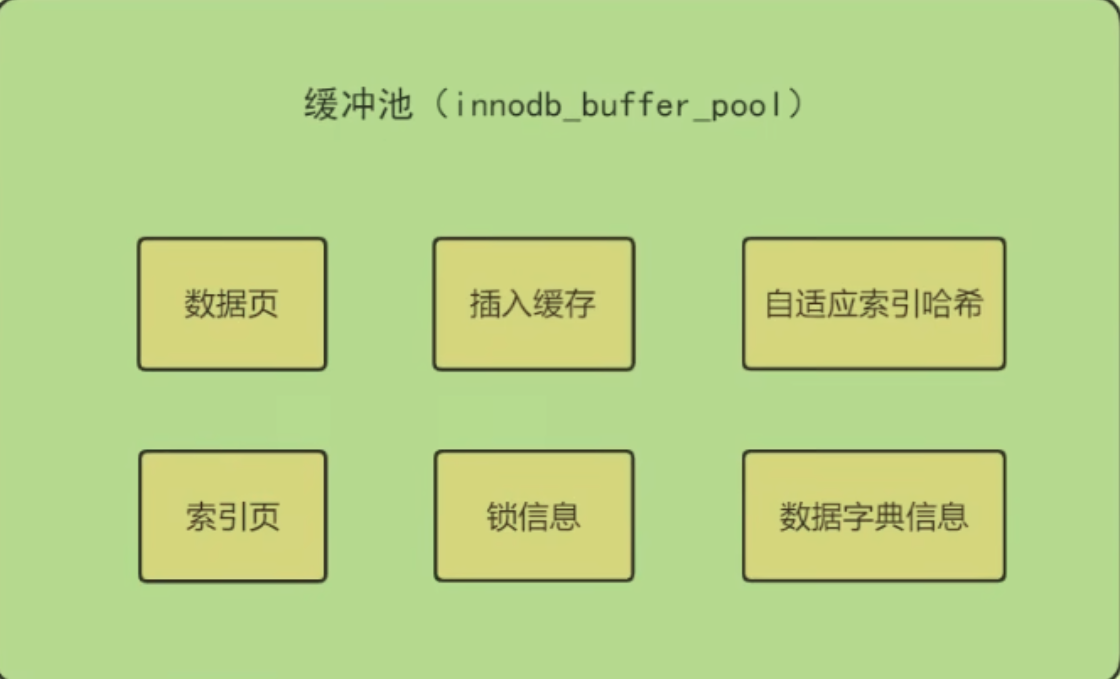 缓冲池（innodb_buffer_pool）
数据页
插入缓存
自适应索引哈希
索引页
锁信息
数据字典信息